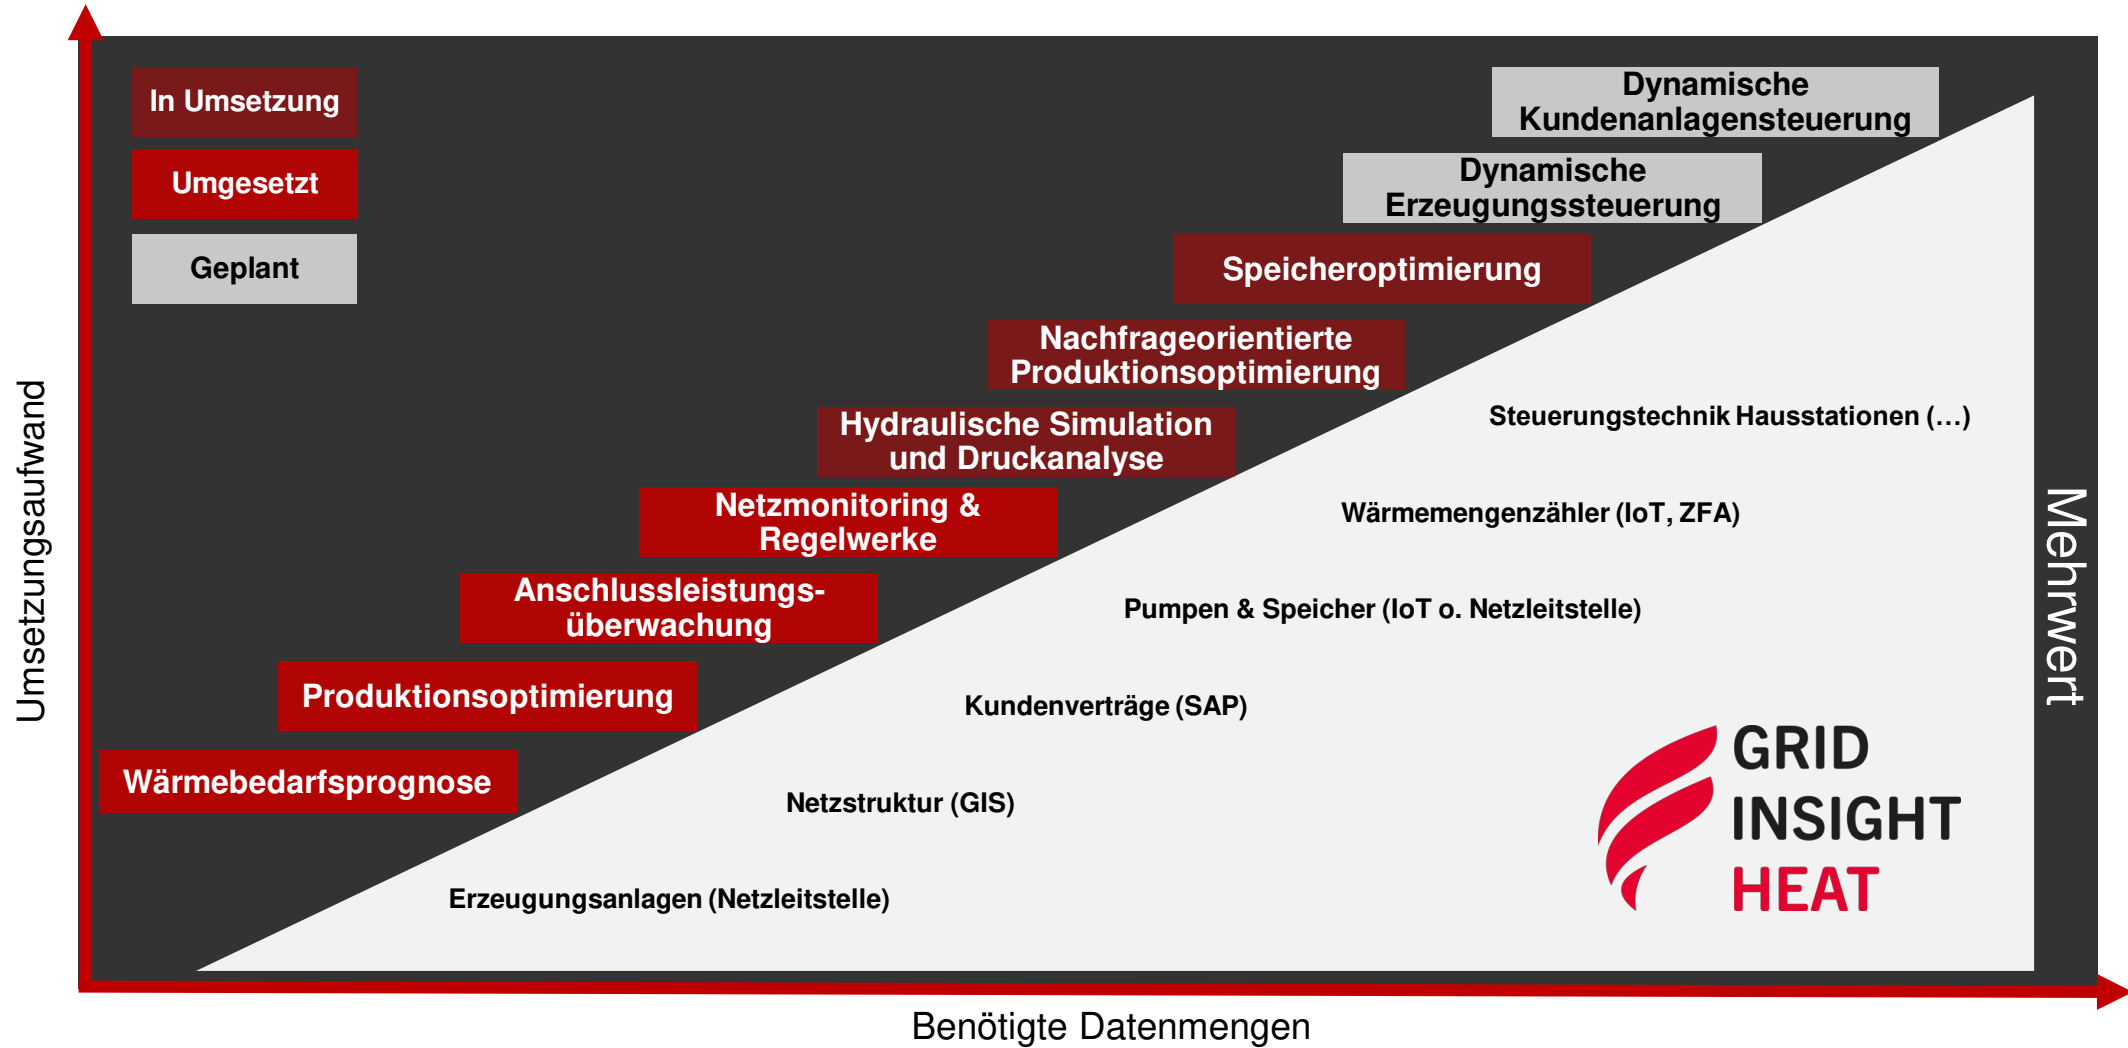 In Umsetzung
Umgesetzt
Geplant
Dynamische
Kundenanlagensteuerung
Dynamische
Erzeugungssteuerung
Speicheroptimierung
Nachfrageorientierte
Produktionsoptimierung
Hydraulische Simulation
und Druckanalyse
Netzmonitoring &
Regelwerke
Anschlussleistungs-
überwachung
Produktionsoptimierung
Wärmebedarfsprognose
Steuerungstechnik Hausstationen (…)
Wärmemengenzähler (IoT, ZFA)
Pumpen & Speicher (IoT o. Netzleitstelle)
Kundenverträge (SAP)
Netzstruktur (GIS)
Erzeugungsanlagen (Netzleitstelle)
GRID
INSIGHT
HEAT
Mehrwert
Umsetzungsaufwand
Benötigte Datenmengen